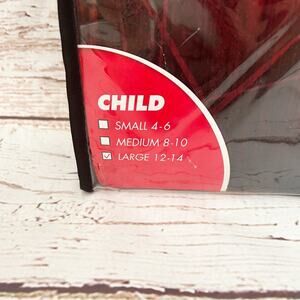 CHILD
SMALL 4-6
MEDIUM 8-10
LARGE 12-14